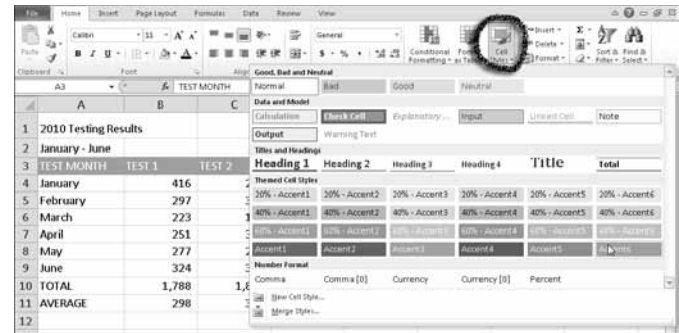 File Home Insert Page Layout Formulas Data Review View
Calibri 11 A A General Insert
Paste B I U A $ % , Conditional Format Cell Delete Sort & Find &
Formatting as Table Styles Format Filter Select
Clipboard Font
A3 fx TEST MONTH
A B C
1 2010 Testing Results
2 January - June
3 TEST MONTH TEST 1 TEST 2
4 January 416
5 February 297
6 March 223
7 April 251
8 May 277
9 June 324
10 TOTAL 1,788 1,8
11 AVERAGE 298
12
Good, Bad and Neutral
Normal Bad Good Neutral
Data and Model
Calculation Check Cell Explanatory ... Input Linked Cell Note
Output Warning Text
Titles and Headings
Heading 1 Heading 2 Heading 3 Heading 4 Title Total
Themed Cell Styles
20% - Accent1 20% - Accent2 20% - Accent3 20% - Accent4 20% - Accent5 20% - Accent6
40% - Accent1 40% - Accent2 40% - Accent3 40% - Accent4 40% - Accent5 40% - Accent6
60% - Accent1 60% - Accent2 60% - Accent3 60% - Accent4 60% - Accent5 60% - Accent6
Accent1 Accent2 Accent3 Accent4 Accent5 Accent6
Number Format
Comma Comma [0] Currency Currency [0] Percent
New Cell Style...
Merge Styles...